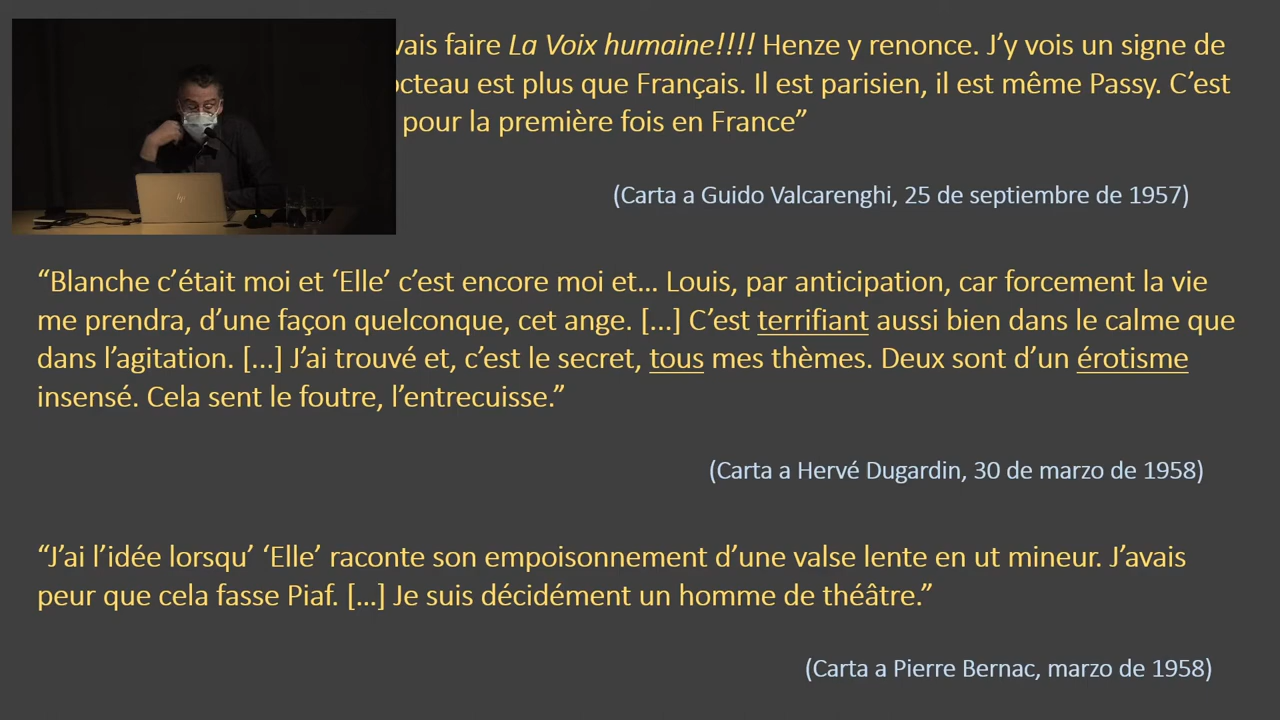 vais faire La Voix humaine!!!! Henze y renonce. J’y vois un signe de
octeau est plus que Français. Il est parisien, il est même Passy. C’est
pour la première fois en France”
(Carta a Guido Valcarenghi, 25 de septiembre de 1957)
“Blanche c’était moi et ‘Elle’ c’est encore moi et… Louis, par anticipation, car forcement la vie
me prendra, d’une façon quelconque, cet ange. [...] C’est terrifiant aussi bien dans le calme que
dans l’agitation. [...] J’ai trouvé et, c’est le secret, tous mes thèmes. Deux sont d’un érotisme
insensé. Cela sent le foutre, l’entrecuisse.”
(Carta a Hervé Dugardin, 30 de marzo de 1958)
“J’ai l’idée lorsqu’ ‘Elle’ raconte son empoisonnement d’une valse lente en ut mineur. J’avais
peur que cela fasse Piaf. [...] Je suis décidément un homme de théâtre.”
(Carta a Pierre Bernac, marzo de 1958)